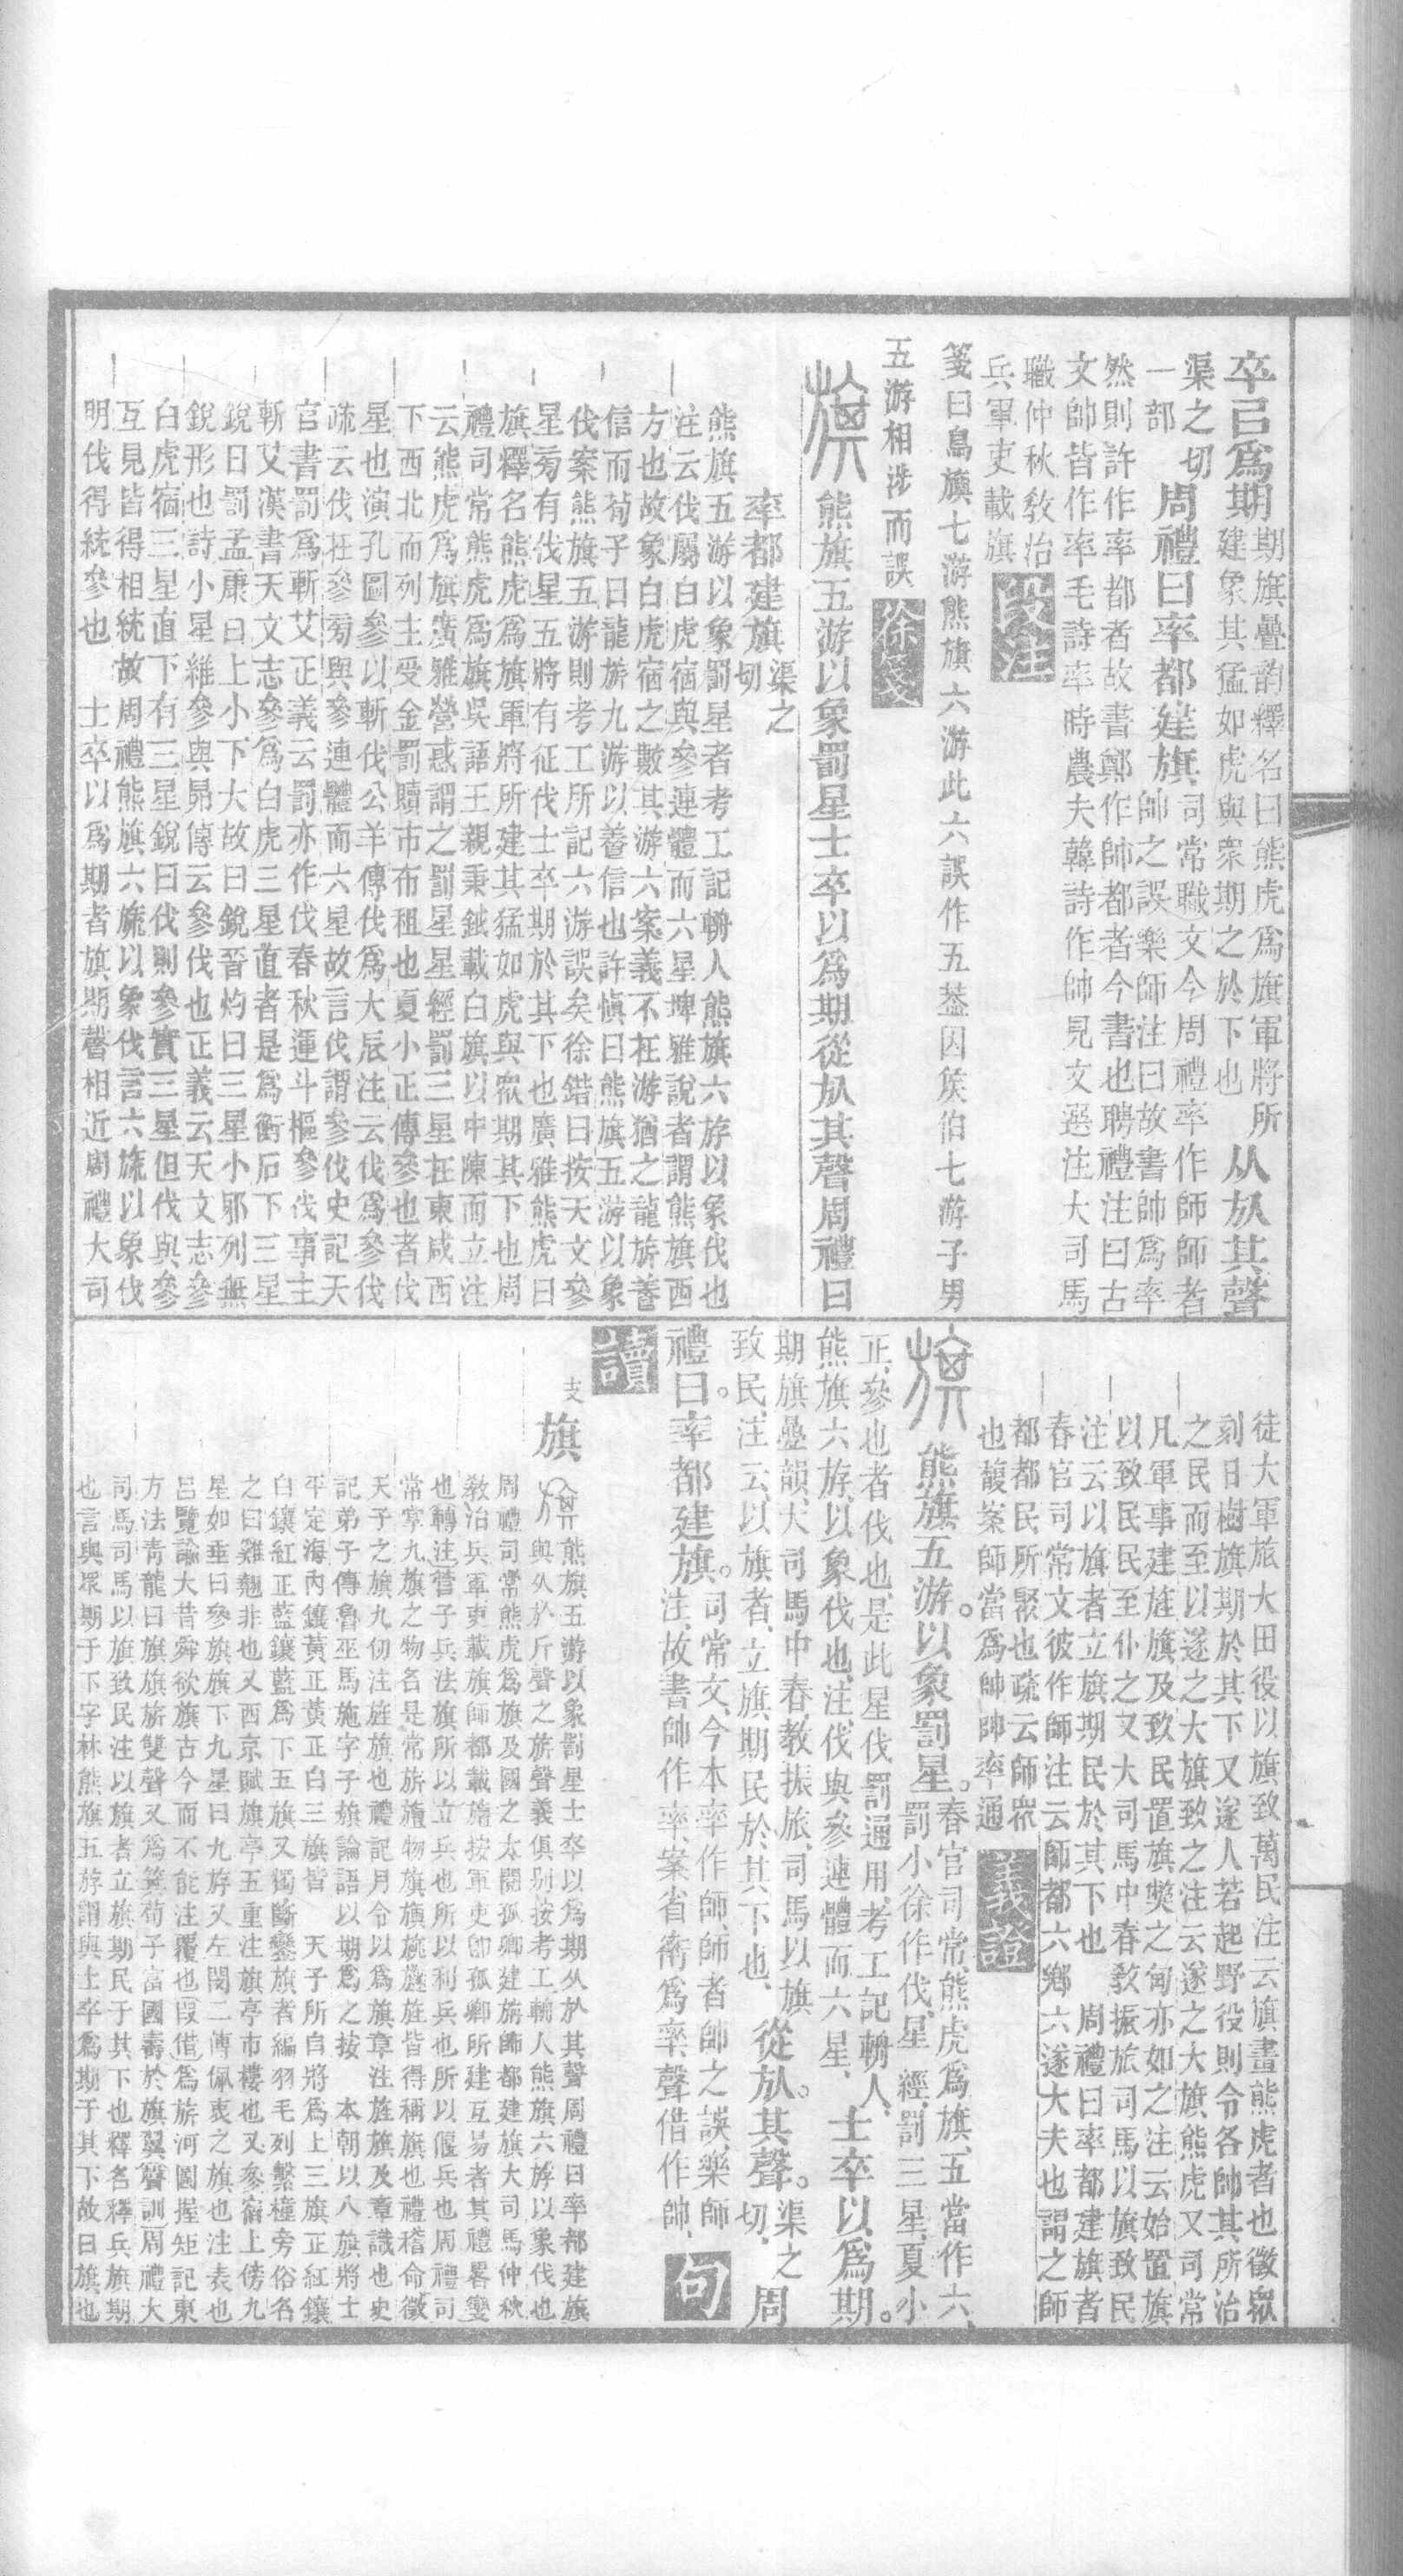 卒㠯爲期
期旗曡韵釋名曰熊虎爲旗軍將所
建象其猛如虎與衆期之於下也
从㫃其聲
渠之切
一部
周禮曰率都建旗
司常職文今周禮率作師師者
帥之誤樂師注曰故書帥爲率
然則許作率都者故書鄭作帥都者今書也聘禮注曰古
文帥皆作率毛詩率時農夫韓詩作帥見文選注大司馬
職仲秋敎治
兵軍吏載旗
段注
箋曰鳥旟七游熊旗六游此六誤作五葢因矦伯七游子男
五游相涉而誤
徐箋
熊旗五游以象罰星士卒以爲期從㫃其聲周禮曰
率都建旗
渠之
切
熊旗五游以象罰星者考工記輈人熊旗六斿以象伐也
注云伐屬白虎宿與參連體而六星埤雅說者謂熊旗西
方也故象白虎宿之數其游六案義不在游猶之龍旂善
信而荀子曰龍旂九游以養信也許愼曰熊旗五游以象
伐案熊旗五游則考工所記六游誤矣徐鍇曰按天文參
星菊有伐星五將有征伐士卒期於其下也廣雅熊虎曰
旗釋名熊虎爲旗軍將所建其猛如虎與衆期其下也周
禮司常熊虎爲旗吳語王親秉鉞載白旗以中陳而立注
云熊虎爲旗廣雅營惑謂之罰星星經罰三星在東咸西
下西北而列主受金罰贖市布租也夏小正傳參也者伐
星也演孔圖參以斬伐公羊傳伐爲大辰注云伐爲參伐
疏云伐在參菊與參連體而六星故言伐謂參伐史記天
官書罰爲斬艾正義云罰亦作伐春秋運斗樞參伐事主
斬艾漢書天文志參爲白虎三星直者是爲衡石下三星
銳曰罰孟康曰上小下大故曰銳晉灼曰三星小邪列無
銳形也詩小星維參與昴傳云參伐也正義云天文志參
白虎宿三星直下有三星銳曰伐則參實三星但伐與參
互見皆得相統故周禮熊旗六旒以象伐言六旒以象伐
明伐得統參也 士卒以爲期者旗期聲相近周禮大司
徒大軍旅大田役以旗致萬民注云旗畫熊虎者也徵衆
刻日樹旗期於其下又遂人若起野役則令各帥其所治
之民而至以遂之大旗致之注云遂之大旗熊虎又司常
凡軍事建旌旗及致民置旗獘之甸亦如之注云始置旗
以致民民至仆之又大司馬中春敎振旅司馬以旗致民
注云以旗者立旗期民於其下也 周禮曰率都建旗者
春官司常文彼作師注云師都六鄉六遂大夫也謂之師
都都民所聚也疏云師衆
也馥案師當爲帥帥率通
義證
熊旗五游。以象罰星。
春官司常熊虎爲旗、五當作六、
罰小徐作伐、星經、罰三星、夏小
正、參也者伐也、是此星伐罰通用、考工記輈人、
熊旗六斿、以象伐也、注伐與參連體而六星、
士卒以爲期。
期旗曡韻、大司馬中春、教振旅、司馬以旗
致民、注云、以旗者、立旗期民於其下也、
從㫃。其聲。
渠之
切、
周
禮曰。率都建旗。
司常文、今本率作師、師者帥之誤、樂師
注、故書帥作率、案省䘖爲率、聲借作帥、
句
讀
支
旗
熊旗五游以象罰星士卒以爲期从㫃其聲周禮曰率都建旗
與从㫃斤聲之旂聲義俱别按考工輈人熊旗六斿以象伐也
周禮司常熊虎爲旗及國之大閱孤卿建旃師都建旗大司馬仲秋
敎治兵軍吏載旗師都載旃按軍吏卽孤卿所建互易者其禮畧變
也轉注管子兵法旗所以立兵也所以利兵也所以偃兵也周禮司
常掌九旗之物名是常旂旜物旗旟旐旞旌皆得稱旗也禮稽命徵
天子之旗九仞注旌旗也禮記月令以爲旗章注旌旗及章識也史
記弟子傳魯巫馬施字子旗論語以期爲之按 本朝以八旗將士
平定海內鑲黃正黃正白三旗皆 天子所自將爲上三旗正紅鑲
白鑲紅正藍鑲藍爲下五旗又獨斷鑾旗者編羽毛列繫橦旁俗名
之曰雞翹非也又西京賦旗亭五重注旗亭市樓也又參宿上傍九
星如垂曰參旗旗下九星曰九斿又左閔二傳佩衷之旗也注表也
呂覽論大昔舜欲旗古今而不能注覆也叚借爲旂河圖握矩記東
方法靑龍曰旗旗旂雙聲又爲箕荀子富國壽於旗翼聲訓周禮大
司馬司馬以旗致民注以旗者立旗期民于其下也釋名釋兵旗期
也言與眾期于下字林熊旗五斿謂與士卒爲期于其下故曰旗也